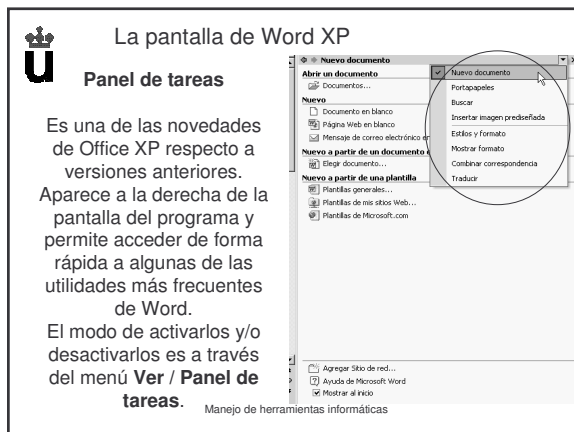 La pantalla de Word XP
U
Panel de tareas
Es una de las novedades
de Office XP respecto a
versiones anteriores.
Aparece a la derecha de la
pantalla del programa y
permite acceder de forma
rápida a algunas de las
utilidades más frecuentes
de Word.
El modo de activarlos y/o
desactivarlos es a través
del menú Ver / Panel de
tareas.
Nuevo documento
Abrir un documento
Documentos...
Nuevo
Documento en blanco
Página Web en blanco
Mensaje de correo electrónico en
Nuevo a partir de un documento e
Elegir documento...
Nuevo a partir de una plantilla
Plantillas generales...
Plantillas de mis sitios Web...
Plantillas de Microsoft.com
Nuevo documento
Portapapeles
Buscar
Insertar imagen prediseñada
Estilos y formato
Mostrar formato
Combinar correspondencia
Traducir
Agregar Sitio de red...
Ayuda de Microsoft Word
Mostrar al inicio
Manejo de herramientas informáticas